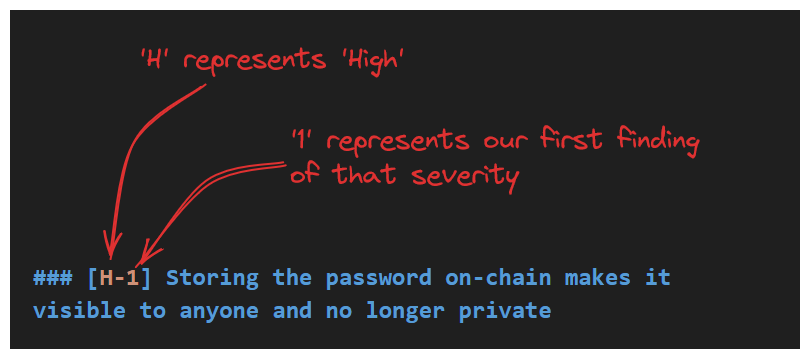 'H' represents 'High'
'1' represents our first finding
of that severity
### [H-1] Storing the password on-chain makes it
visible to anyone and no longer private